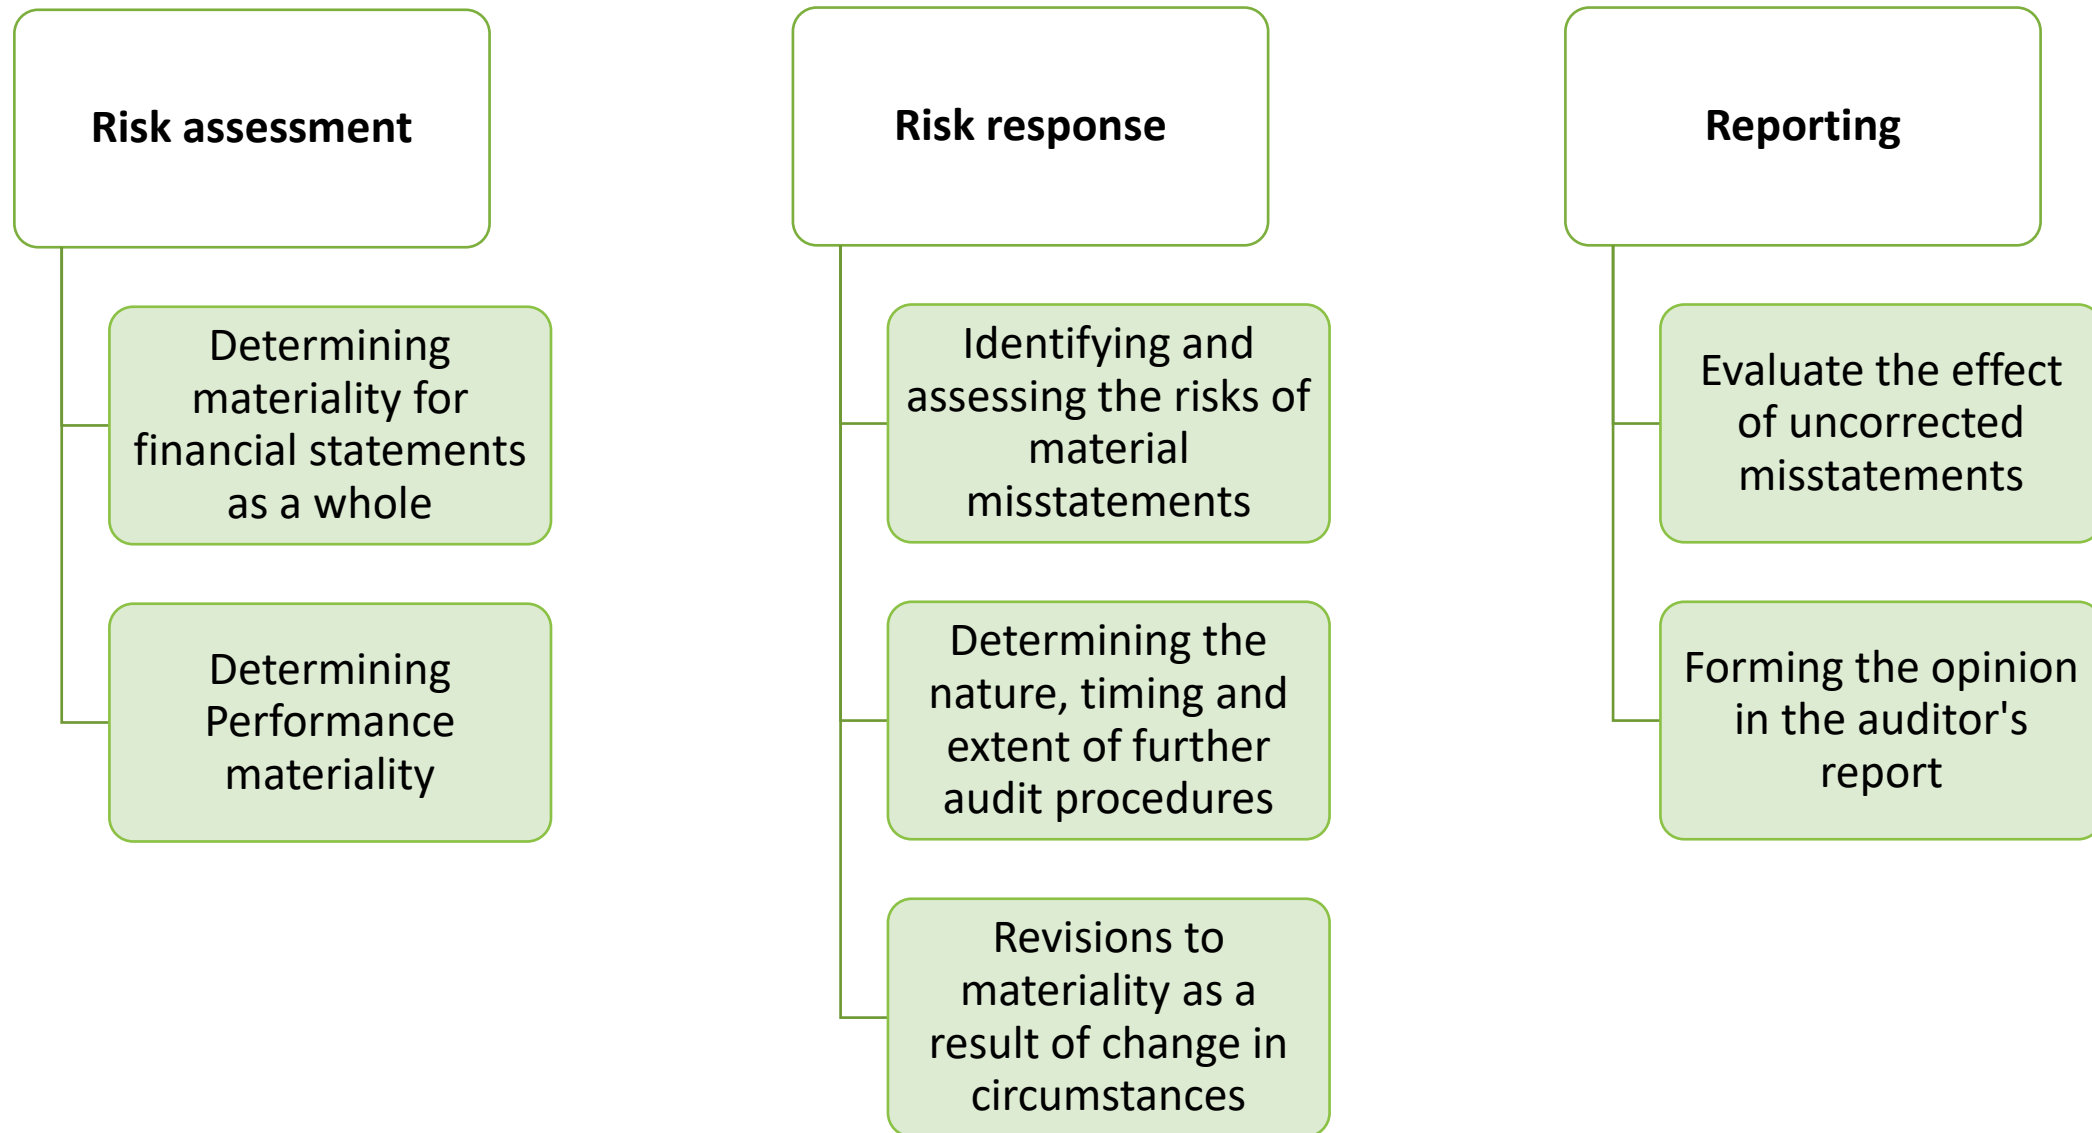 Risk assessment
Determining
materiality for
financial statements
as a whole
Determining
Performance
materiality
Risk response
Identifying and
assessing the risks of
material
misstatements
Determining the
nature, timing and
extent of further
audit procedures
Revisions to
materiality as a
result of change in
circumstances
Reporting
Evaluate the effect
of uncorrected
misstatements
Forming the opinion
in the auditor's
report